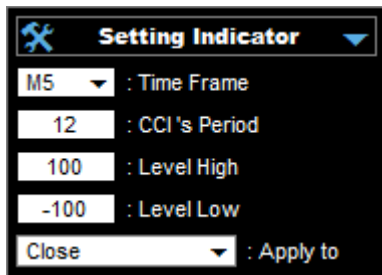 Setting Indicator
M5 : Time Frame
12 : CCI's Period
100 : Level High
-100 : Level Low
Close : Apply to